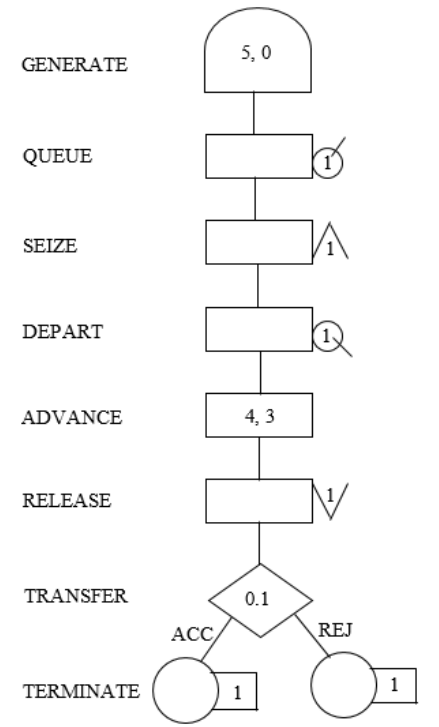 GENERATE 5, 0
QUEUE 1
SEIZE 1
DEPART 1
ADVANCE 4, 3
RELEASE 1
TRANSFER 0.1
ACC REJ
TERMINATE 1 1